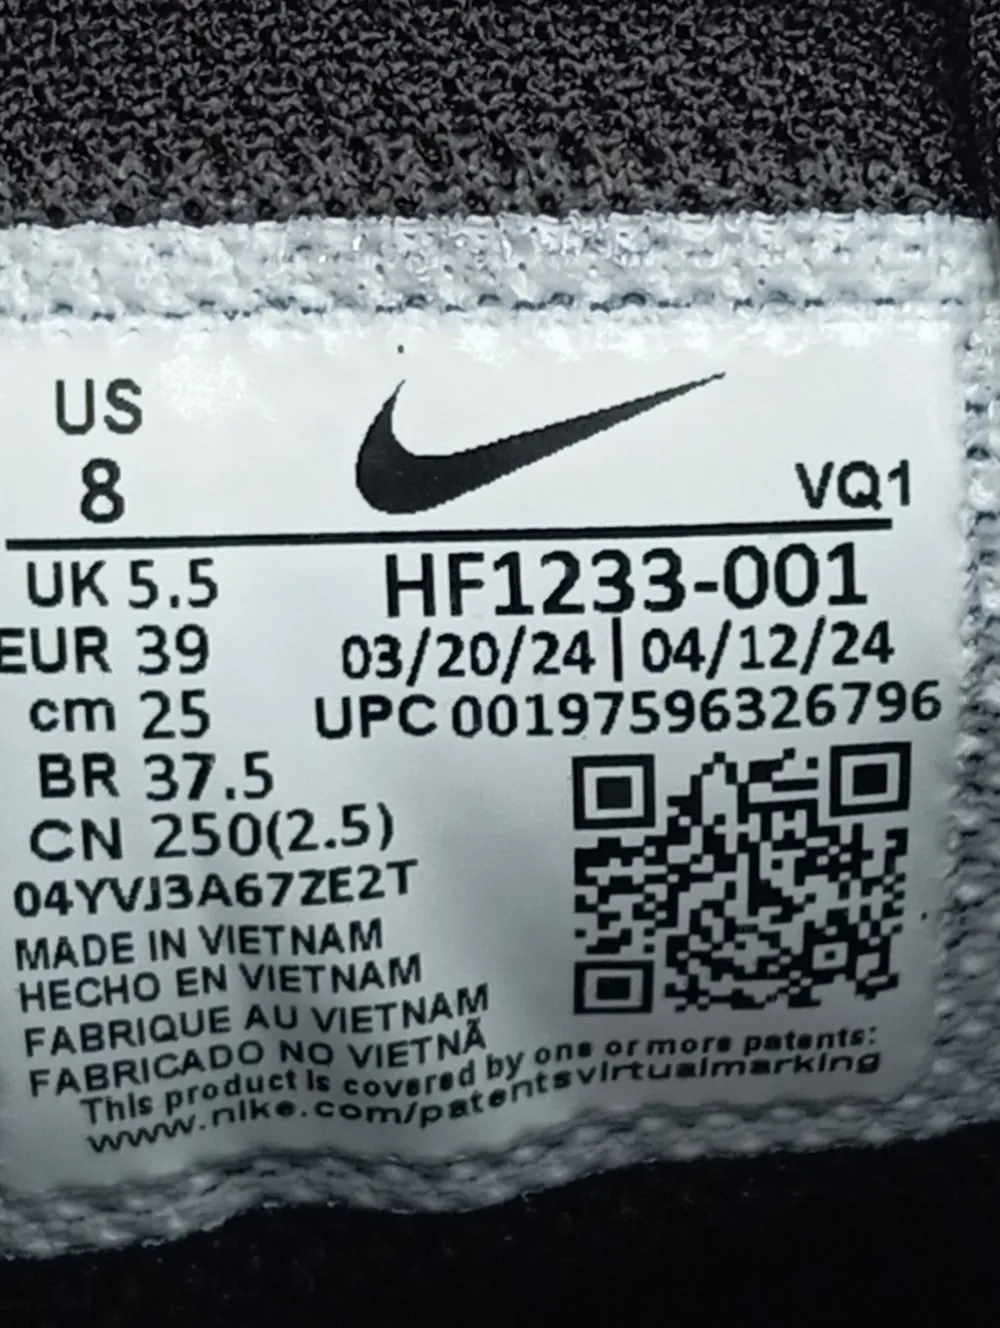 US
8
VQ1
UK 5.5
HF1233-001
EUR 39
03/20/24 | 04/12/24
cm 25
UPC 00197596326796
BR 37.5
CN 250(2.5)
04YVJ3A67ZE2T
MADE IN VIETNAM
HECHO EN VIETNAM
FABRIQUE AU VIETNAM
FABRICADO NO VIETNÃ
This product is covered by one or more patents:
www.nike.com/patentsvirtualmarking